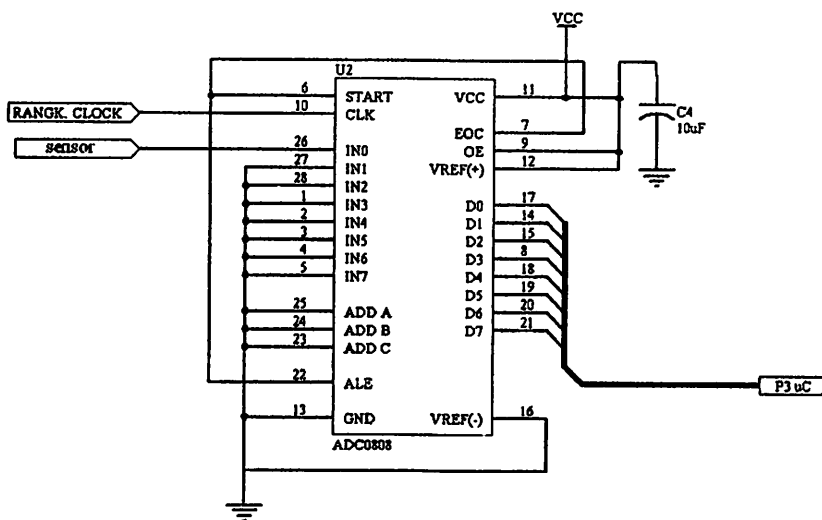 VCC
U2
6 START
10 CLK
RANGK. CLOCK
sensor
26 IN0
27 IN1
28 IN2
1 IN3
2 IN4
3 IN5
4 IN6
5 IN7
25 ADD A
24 ADD B
23 ADD C
22 ALE
13 GND
VCC 11
EOC 7
OE 9
VREF(+) 12
C4
10uF
D0 17
D1 14
D2 15
D3 8
D4 18
D5 19
D6 20
D7 21
P3 uC
VREF(-) 16
ADC0808